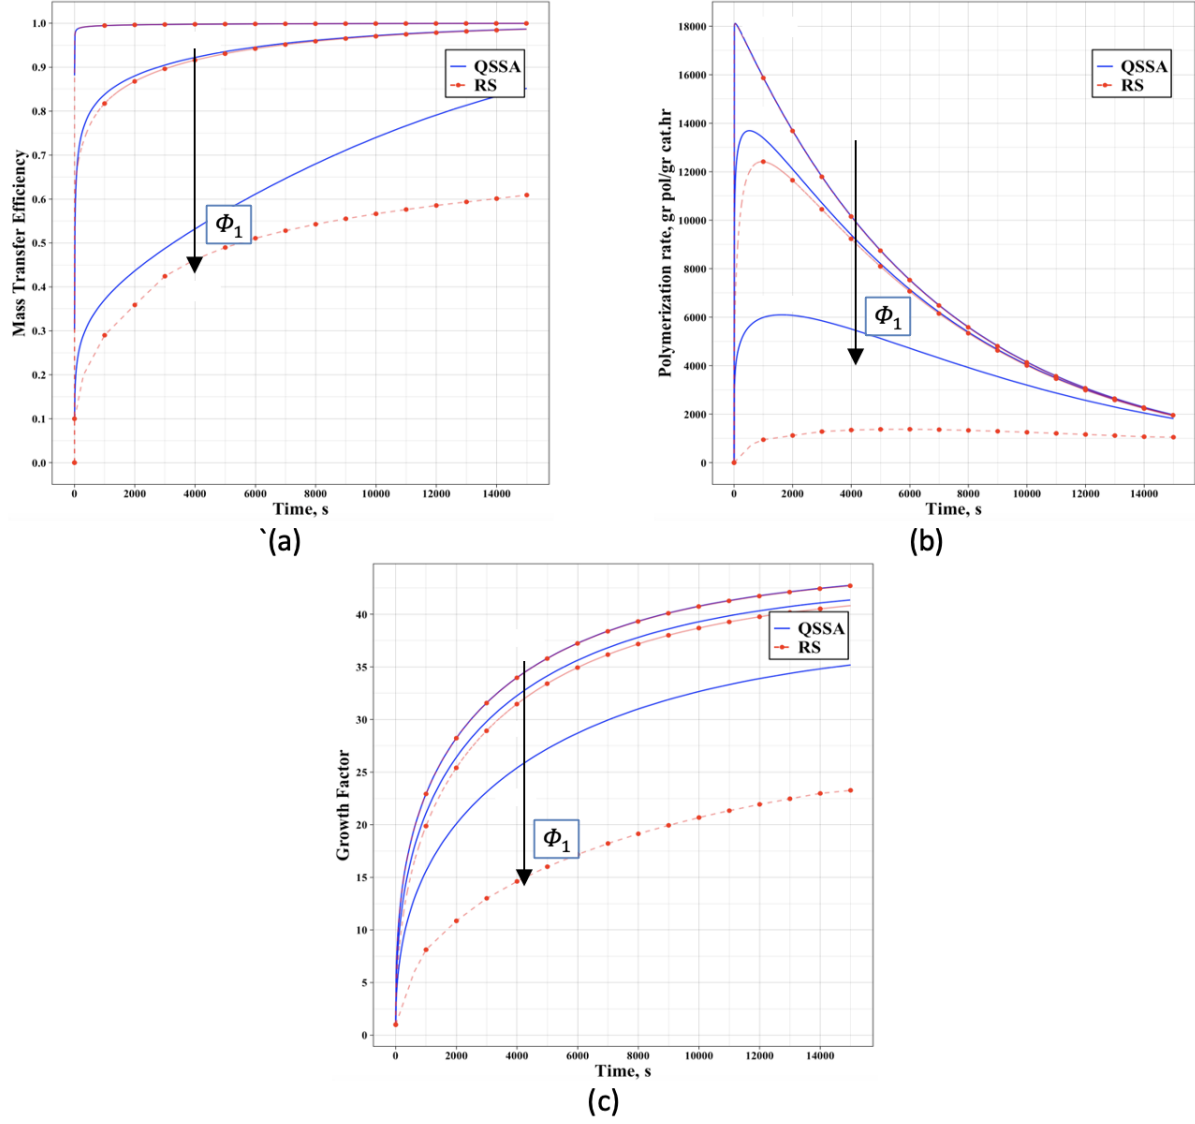 1.0
0.9
0.8
0.7
0.6
0.5
0.4
0.3
0.2
0.1
0.0
Mass Transfer Efficiency
QSSA
RS
Φ1
0 2000 4000 6000 8000 10000 12000 14000
Time, s
`(a)
18000
16000
14000
12000
10000
8000
6000
4000
2000
0
Polymerization rate, gr pol/gr cat.hr
QSSA
RS
Φ1
0 2000 4000 6000 8000 10000 12000 14000
Time, s
(b)
40
35
30
25
20
15
10
5
0
Growth Factor
QSSA
RS
Φ1
0 2000 4000 6000 8000 10000 12000 14000
Time, s
(c)